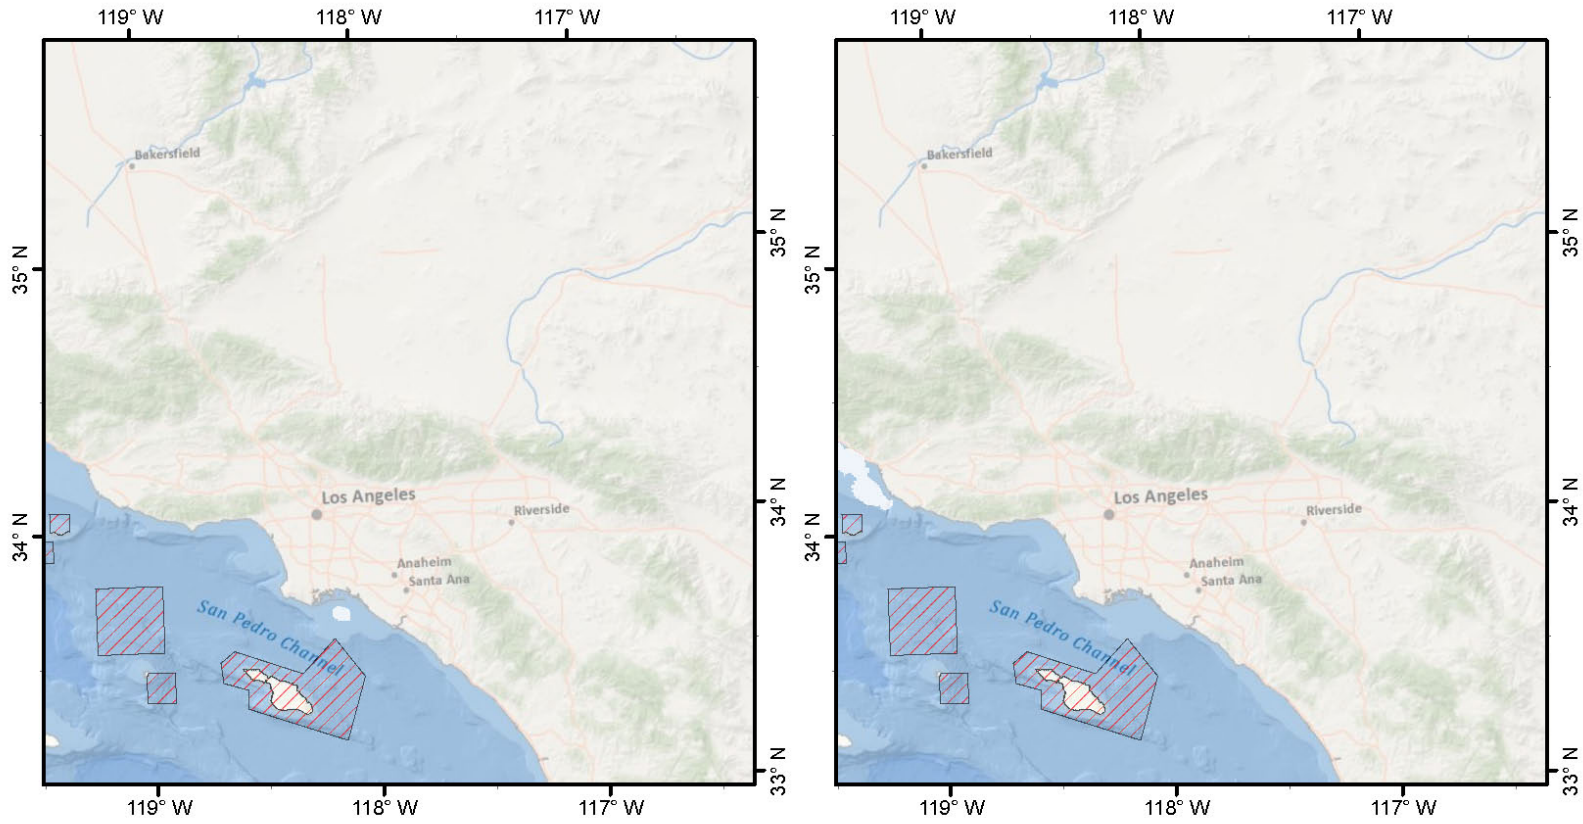 119° W 118° W 117° W
119° W 118° W 117° W
Bakersfield
Bakersfield
35° N
35° N
35° N
35° N
Los Angeles
Los Angeles
Riverside
Riverside
34° N
34° N
34° N
34° N
Anaheim
Anaheim
Santa Ana
Santa Ana
San Pedro Channel
San Pedro Channel
33° N
33° N
119° W 118° W 117° W
119° W 118° W 117° W